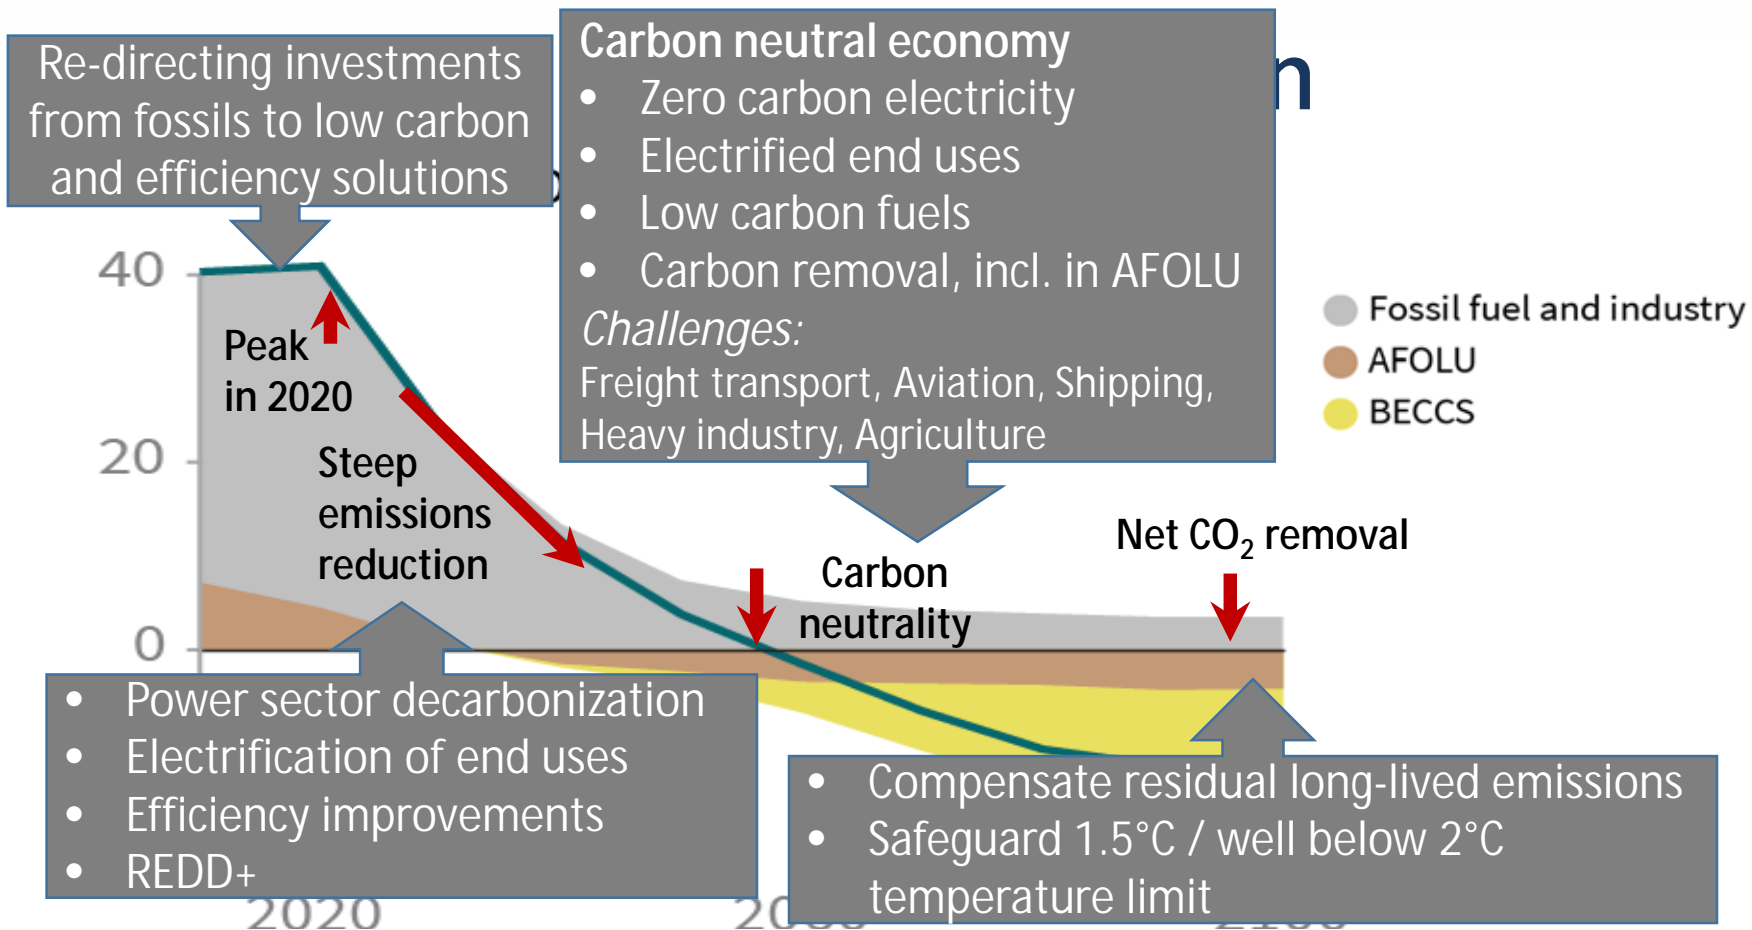 Re-directing investments
from fossils to low carbon
and efficiency solutions
Carbon neutral economy
• Zero carbon electricity
• Electrified end uses
• Low carbon fuels
• Carbon removal, incl. in AFOLU
Challenges:
Freight transport, Aviation, Shipping,
Heavy industry, Agriculture
n
40
20
0
Peak
in 2020
Steep
emissions
reduction
Carbon
neutrality
Net CO₂ removal
Fossil fuel and industry
AFOLU
BECCS
• Power sector decarbonization
• Electrification of end uses
• Efficiency improvements
• REDD+
• Compensate residual long-lived emissions
• Safeguard 1.5°C / well below 2°C
temperature limit
2020